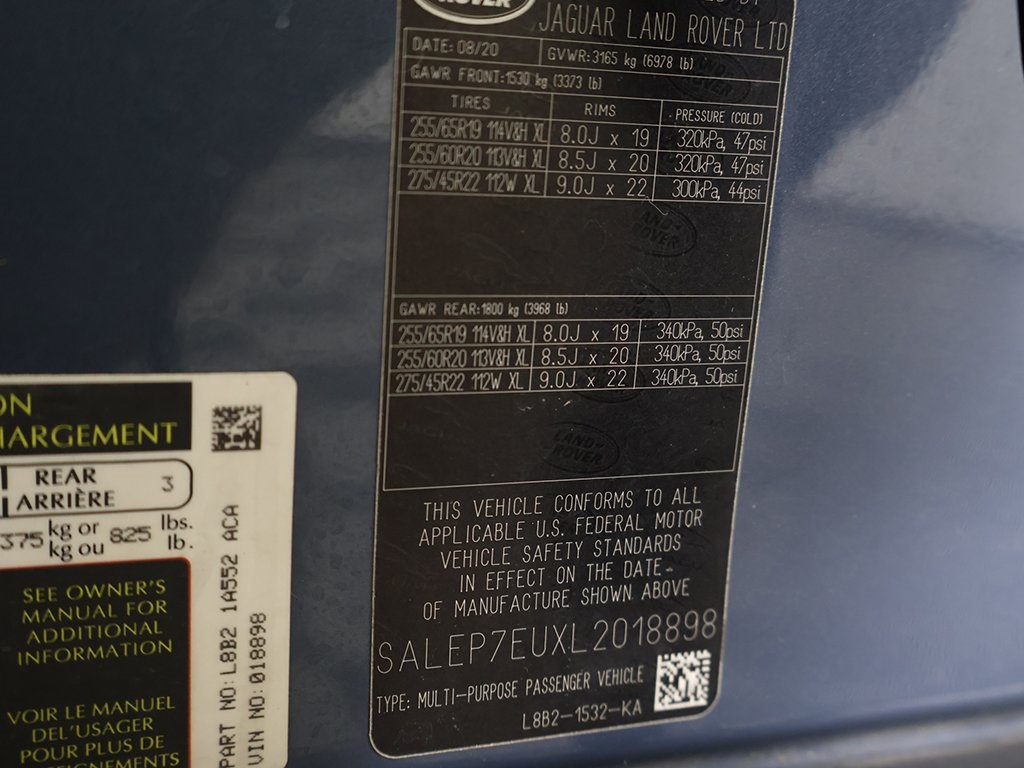 ROVER
JAGUAR LAND ROVER LTD
DATE: 08/20 GVWR: 3165 kg (6978 lb)
GAWR FRONT: 1530 kg (3373 lb)
TIRES RIMS PRESSURE (COLD)
255/65R19 114V&H XL 8.0J x 19 320kPa, 47psi
255/60R20 113V&H XL 8.5J x 20 320kPa, 47psi
275/45R22 112W XL 9.0J x 22 300kPa, 44psi
LAND ROVER
GAWR REAR: 1800 kg (3968 lb)
255/65R19 114V&H XL 8.0J x 19 340kPa, 50psi
255/60R20 113V&H XL 8.5J x 20 340kPa, 50psi
275/45R22 112W XL 9.0J x 22 340kPa, 50psi
LAND ROVER
THIS VEHICLE CONFORMS TO ALL
APPLICABLE U.S. FEDERAL MOTOR
VEHICLE SAFETY STANDARDS
IN EFFECT ON THE DATE-
OF MANUFACTURE SHOWN ABOVE
SALEP7EUXL2018898
TYPE: MULTI-PURPOSE PASSENGER VEHICLE
L8B2-1532-KA
ON
HARGEMENT
REAR
ARRIÈRE 3
375 kg or 825 lbs.
kg ou lb.
SEE OWNER'S
MANUAL FOR
ADDITIONAL
INFORMATION
VOIR LE MANUEL
DEL'USAGER
POUR PLUS DE
SEIGNEMENTS
PART NO: L8B2 1A552 ACA
VIN NO: 018898